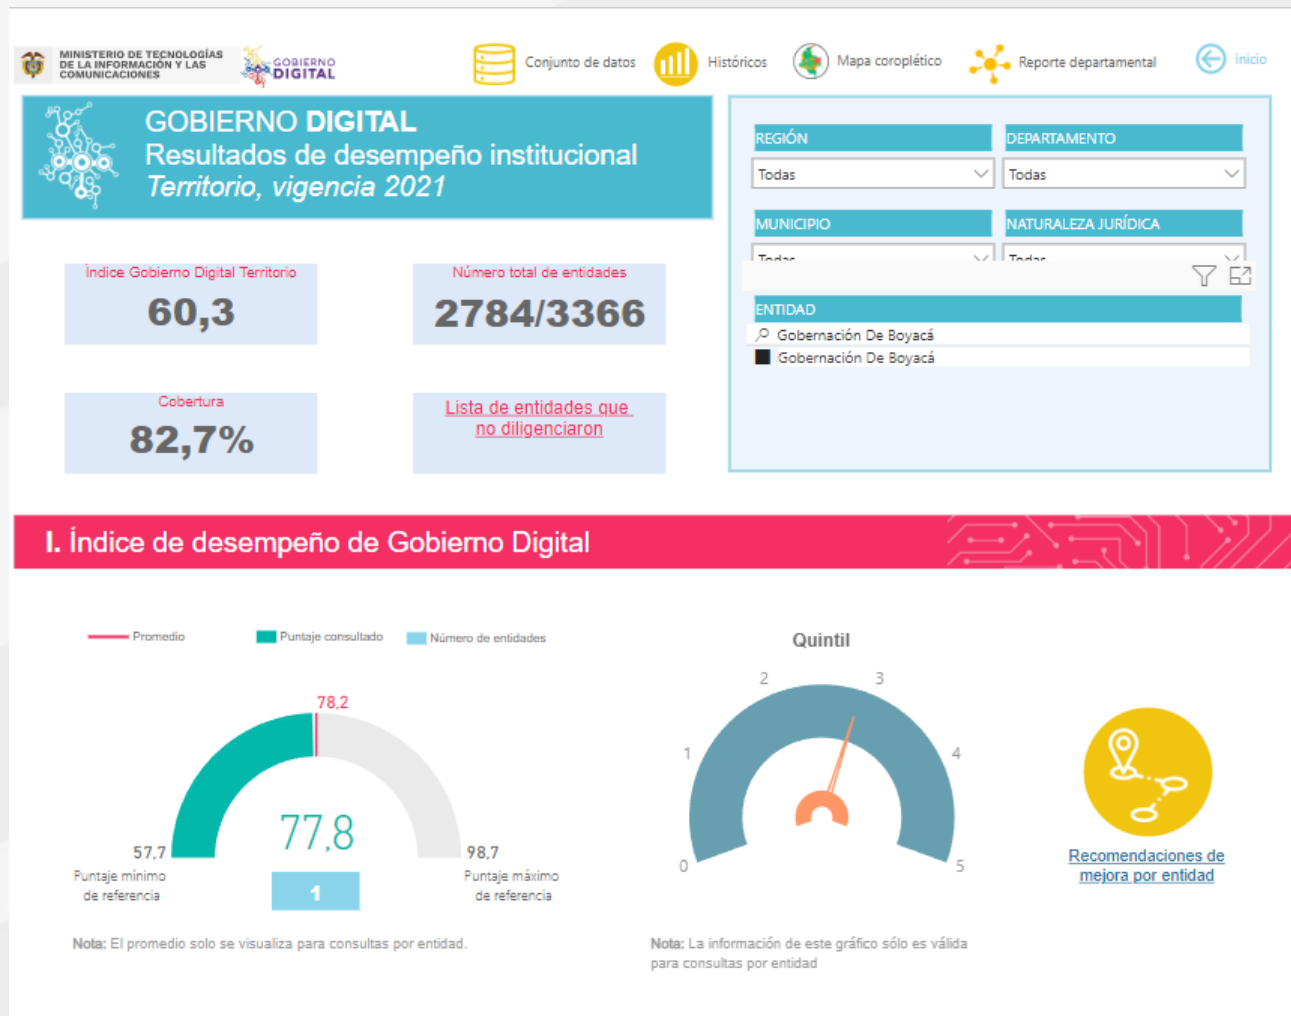 MINISTERIO DE TECNOLOGÍAS
DE LA INFORMACIÓN Y LAS
COMUNICACIONES
GOBIERNO
DIGITAL
Conjunto de datos
Históricos
Mapa coroplético
Reporte departamental
inicio
GOBIERNO DIGITAL
Resultados de desempeño institucional
Territorio, vigencia 2021
REGIÓN
DEPARTAMENTO
Todas
Todas
MUNICIPIO
NATURALEZA JURÍDICA
Todas
Todas
ENTIDAD
Gobernación De Boyacá
Gobernación De Boyacá
Índice Gobierno Digital Territorio
60,3
Número total de entidades
2784/3366
Cobertura
82,7%
Lista de entidades que
no diligenciaron
I. Índice de desempeño de Gobierno Digital
Promedio
Puntaje consultado
Número de entidades
78,2
77,8
57,7
98,7
Puntaje mínimo
de referencia
1
Puntaje máximo
de referencia
Nota: El promedio solo se visualiza para consultas por entidad.
Quintil
0
1
2
3
4
5
Nota: La información de este gráfico sólo es válida
para consultas por entidad
Recomendaciones de
mejora por entidad